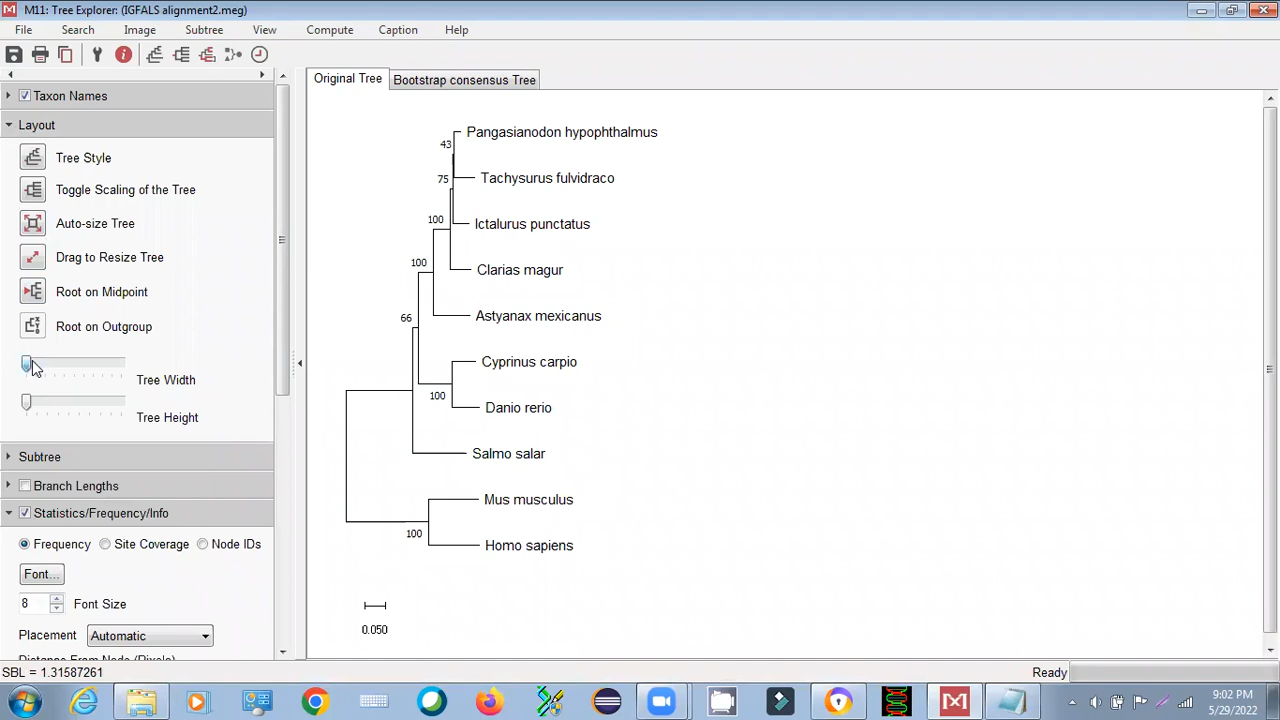 M11: Tree Explorer: (IGFALS alignment2.meg)
File Search Image Subtree View Compute Caption Help
Taxon Names
Layout
Tree Style
Toggle Scaling of the Tree
Auto-size Tree
Drag to Resize Tree
Root on Midpoint
Root on Outgroup
Tree Width
Tree Height
Subtree
Branch Lengths
Statistics/Frequency/Info
Frequency Site Coverage Node IDs
Font...
8 Font Size
Placement Automatic
Distance From Node (Pixels)
Original Tree Bootstrap consensus Tree
Pangasianodon hypophthalmus
43
Tachysurus fulvidraco
75
Ictalurus punctatus
100
Clarias magur
100
Astyanax mexicanus
66
Cyprinus carpio
100
Danio rerio
Salmo salar
Mus musculus
100
Homo sapiens
0.050
SBL = 1.31587261 Ready
9:02 PM
5/29/2022